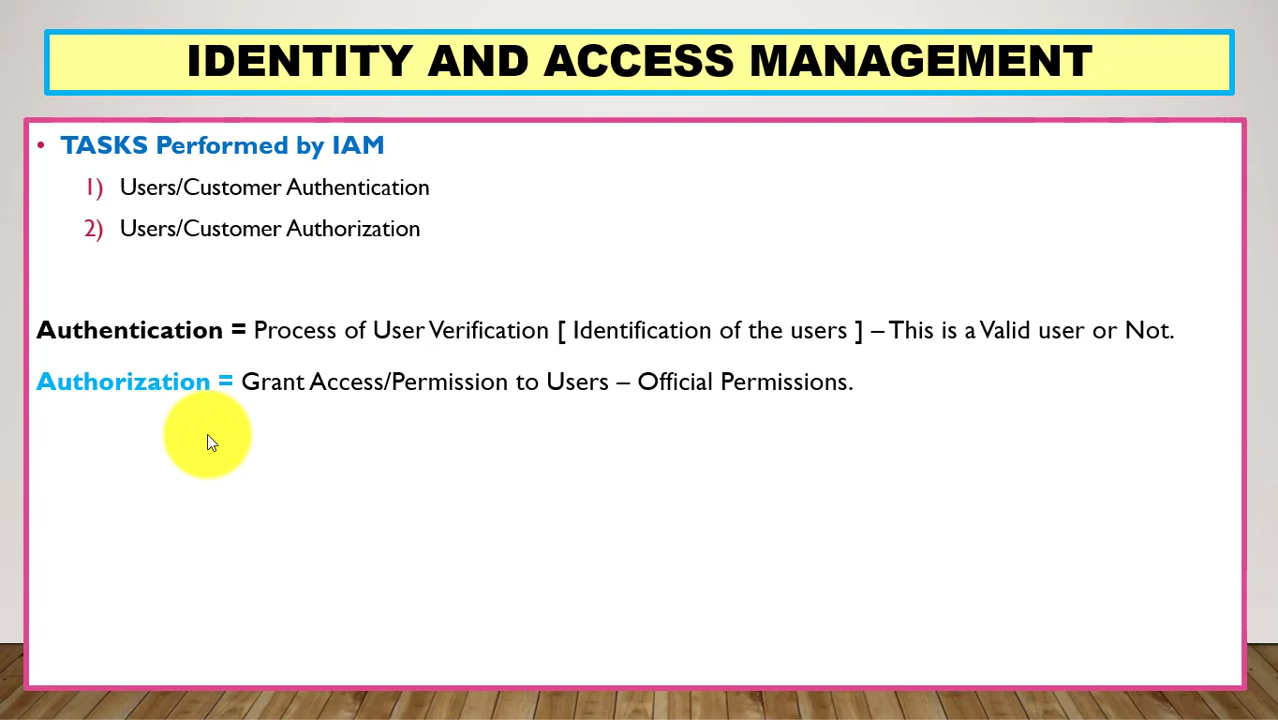 IDENTITY AND ACCESS MANAGEMENT
• TASKS Performed by IAM
1) Users/Customer Authentication
2) Users/Customer Authorization
Authentication = Process of User Verification [ Identification of the users ] – This is a Valid user or Not.
Authorization = Grant Access/Permission to Users – Official Permissions.